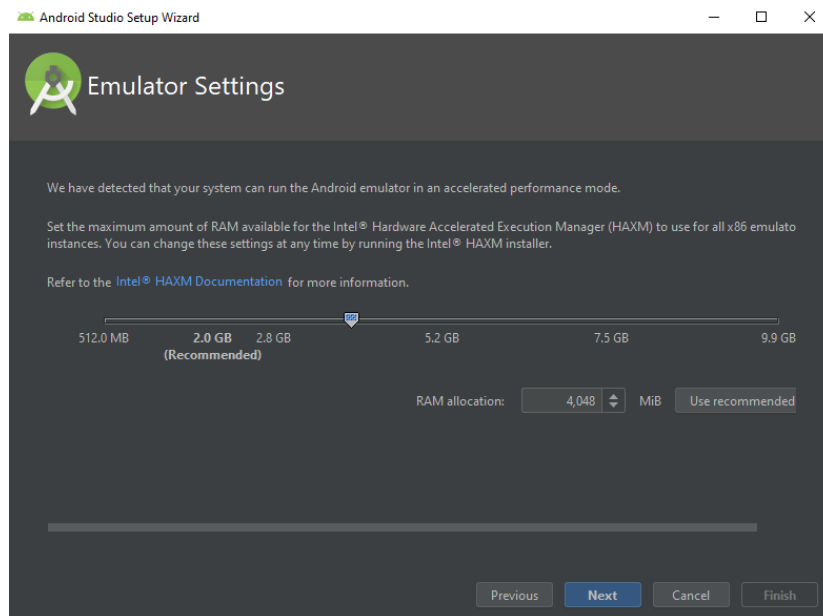 Android Studio Setup Wizard
Emulator Settings
We have detected that your system can run the Android emulator in an accelerated performance mode.
Set the maximum amount of RAM available for the Intel® Hardware Accelerated Execution Manager (HAXM) to use for all x86 emulato
instances. You can change these settings at any time by running the Intel® HAXM installer.
Refer to the Intel® HAXM Documentation for more information.
512.0 MB 2.0 GB 2.8 GB 5.2 GB 7.5 GB 9.9 GB
(Recommended)
RAM allocation: 4,048 MiB Use recommended
Previous Next Cancel Finish